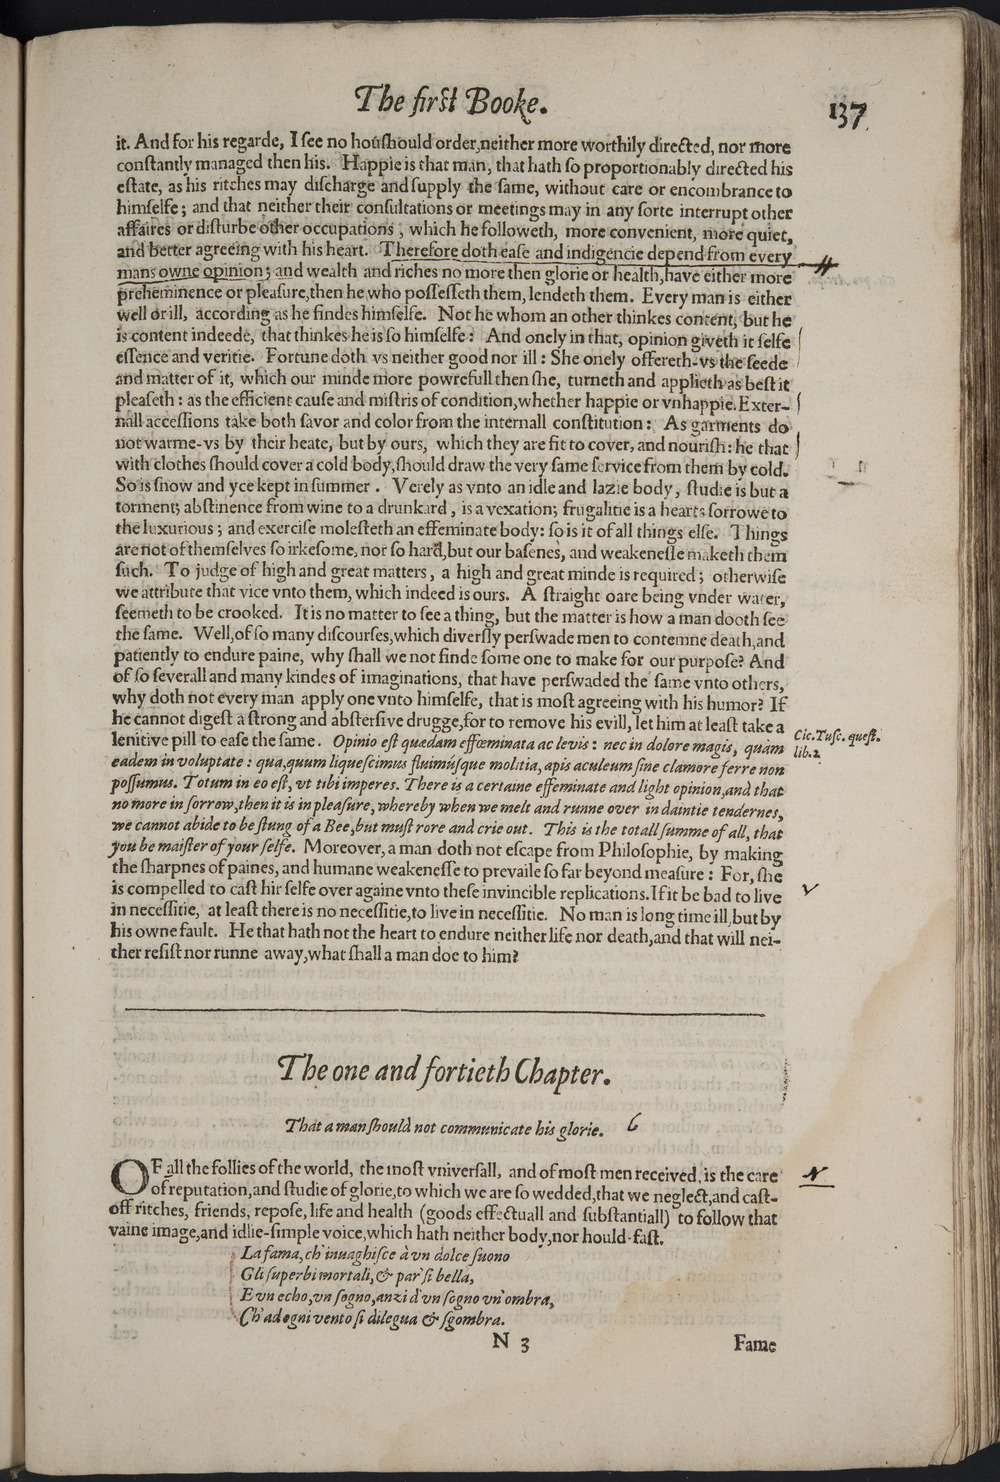 The first Booke.
137
it. And for his regarde, I see no houshould order,neither more worthily directed, nor more
constantly managed then his. Happie is that man, that hath so proportionably directed his
estate, as his ritches may discharge and supply the same, without care or encombrance to
himselfe; and that neither their consultations or meetings may in any sorte interrupt other
affaires or disturbe other occupations, which he followeth, more convenient, more quiet,
and better agreeing with his heart. Therefore doth ease and indigencie depend from every
mans owne opinion; and wealth and riches no more then glorie or health,have either more
preheminence or pleasure,then he who possesseth them, lendeth them. Every man is either
well or ill, according as he findes himselfe. Not he whom an other thinkes content, but he
is content indeede, that thinkes he is so himselfe: And onely in that, opinion giveth it selfe
essence and veritie. Fortune doth vs neither good nor ill: She onely offereth-vs the seede
and matter of it, which our minde more powrefull then she, turneth and applieth as best it
pleaseth: as the efficient cause and mistris of condition,whether happie or vnhappie. Exter-
nall accessions take both savor and color from the internall constitution: As garments do
not warme-vs by their heate, but by ours, which they are fit to cover, and nourish: he that
with clothes should cover a cold body,should draw the very same service from them by cold.
So is snow and yce kept in summer. Verely as vnto an idle and lazie body, studie is but a
torment; abstinence from wine to a drunkard, is a vexation; frugalitie is a hearts sorrowe to
the luxurious; and exercise molesteth an effeminate body: so is it of all things else. Things
are not of themselves so irkesome, nor so hard,but our basenes, and weakenesse maketh them
such. To judge of high and great matters, a high and great minde is required; otherwise
we attribute that vice vnto them, which indeed is ours. A straight oare being vnder water,
seemeth to be crooked. It is no matter to see a thing, but the matter is how a man dooth see
the same. Well,of so many discourses,which diversly perswade men to contemne death,and
patiently to endure paine, why shall we not finde some one to make for our purpose? And
of so severall and many kindes of imaginations, that have perswaded the same vnto others,
why doth not every man apply one vnto himselfe, that is most agreeing with his humor? If
he cannot digest a strong and abstersive drugge,for to remove his evill, let him at least take a
lenitive pill to ease the same. Opinio est quædam effœminata ac levis: nec in dolore magis, quàm
eadem in voluptate: qua,quum liquescimus fluimúsque molitia, apis aculeum sine clamore ferre non
possumus. Totum in eo est, vt tibi imperes. There is a certaine effeminate and light opinion,and that
no more in sorrow,then it is in pleasure, whereby when we melt and runne over in daintie tendernes,
we cannot abide to be stung of a Bee,but must rore and crie out. This is the totall summe of all, that
you be maister of your selfe. Moreover, a man doth not escape from Philosophie, by making
the sharpnes of paines, and humane weakenesse to prevaile so far beyond measure: For, she
is compelled to cast hir selfe over againe vnto these invincible replications. If it be bad to live
in necessitie, at least there is no necessitie,to live in necessitie. No man is long time ill,but by
his owne fault. He that hath not the heart to endure neither life nor death,and that will nei-
ther resist nor runne away,what shall a man doe to him?
Cic. Tusc. quest.
lib.2
The one and fortieth Chapter.
That a man should not communicate his glorie.
OF all the follies of the world, the most vniversall, and of most men received, is the care
of reputation,and studie of glorie,to which we are so wedded,that we neglect,and cast-
off ritches, friends, repose, life and health (goods effectuall and substantiall) to follow that
vaine image,and idlie-simple voice,which hath neither body,nor hould-fast.
La fama, ch'inuaghisce à vn dolce suono
Gli superbi mortali, & par' si bella,
E vn echo,vn sogno,anzi d'vn sogno vn'ombra,
Ch'ad ogni vento si dilegua & sgombra.
N 3
Fame